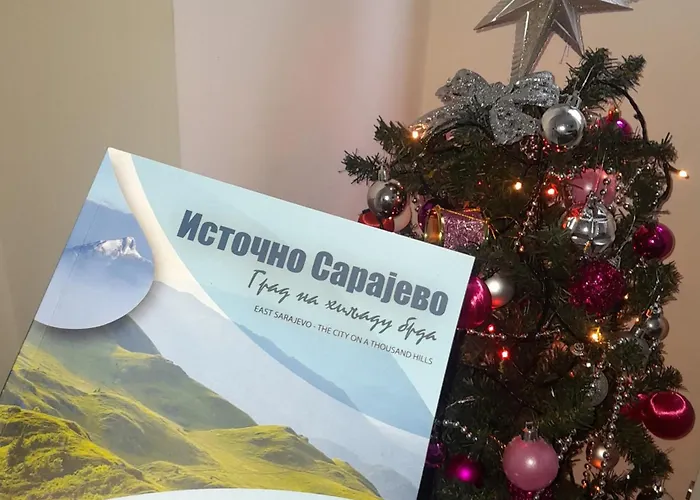 Источно Сарајево
Град на хиљаду брда
EAST SARAJEVO - THE CITY ON A THOUSAND HILLS